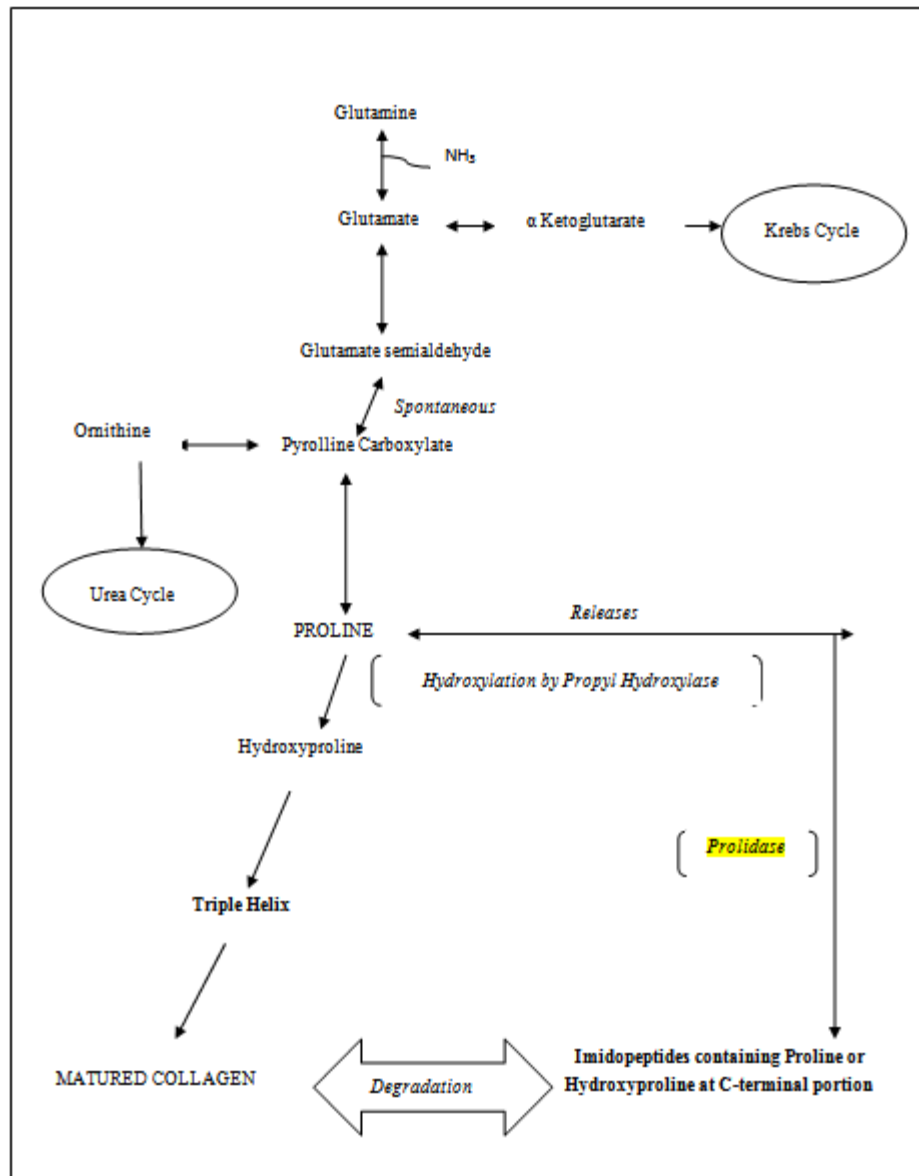 Glutamine
NH₃
Glutamate
α Ketoglutarate
Krebs Cycle
Glutamate semialdehyde
Spontaneous
Ornithine
Pyrolline Carboxylate
Urea Cycle
Releases
PROLINE
Hydroxylation by Propyl Hydroxylase
Hydroxyproline
Prolidase
Triple Helix
Imidopeptides containing Proline or
Hydroxyproline at C-terminal portion
MATURED COLLAGEN
Degradation